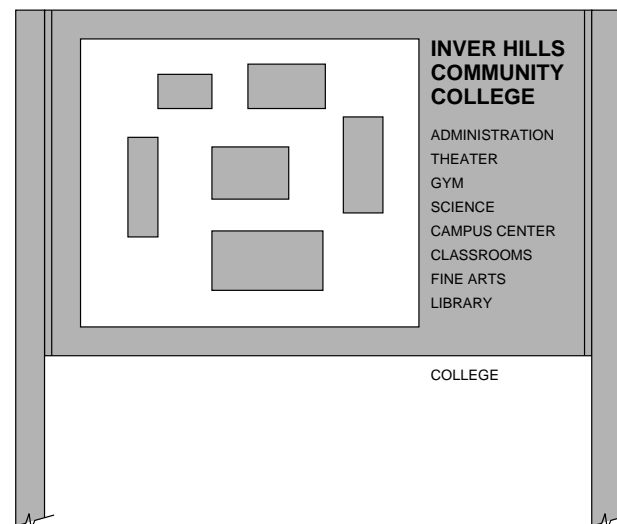 INVER HILLS
COMMUNITY
COLLEGE
ADMINISTRATION
THEATER
GYM
SCIENCE
CAMPUS CENTER
CLASSROOMS
FINE ARTS
LIBRARY
COLLEGE